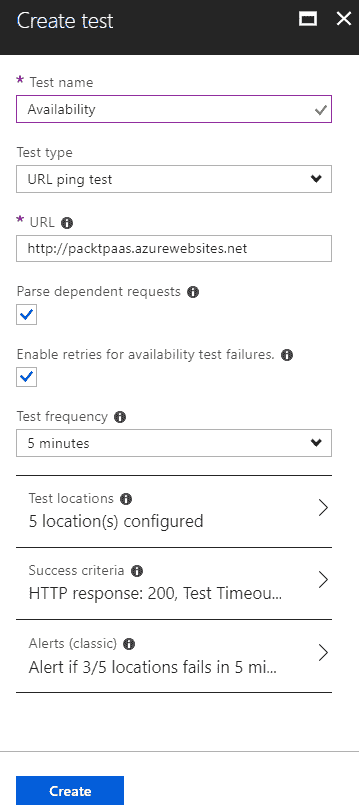 Create test
* Test name
Availability
Test type
URL ping test
* URL
http://packtpaas.azurewebsites.net
Parse dependent requests
Enable retries for availability test failures.
Test frequency
5 minutes
Test locations
5 location(s) configured
Success criteria
HTTP response: 200, Test Timeou...
Alerts (classic)
Alert if 3/5 locations fails in 5 mi...
Create